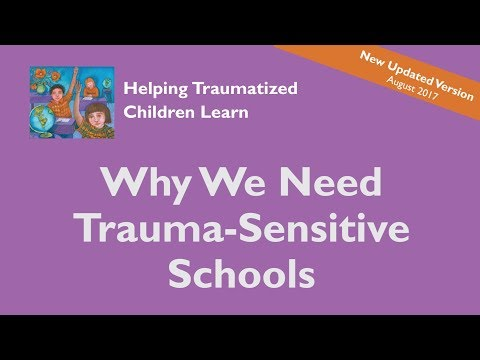 New Updated Version
August 2017
Helping Traumatized
Children Learn
Why We Need
Trauma-Sensitive
Schools